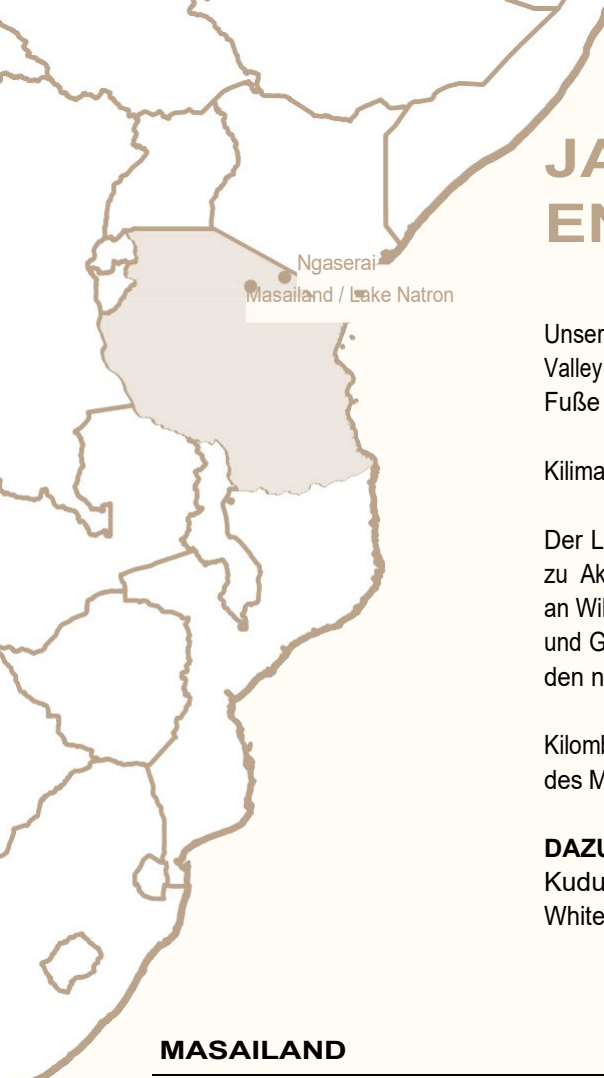 Ngaserai
Masailand / Lake Natron
JA
EN
Unser
Valley
Fuße
Kilima
Der L
zu Ak
an Wil
und G
den n
Kilomb
des M
DAZU
Kudu
White
MASAILAND